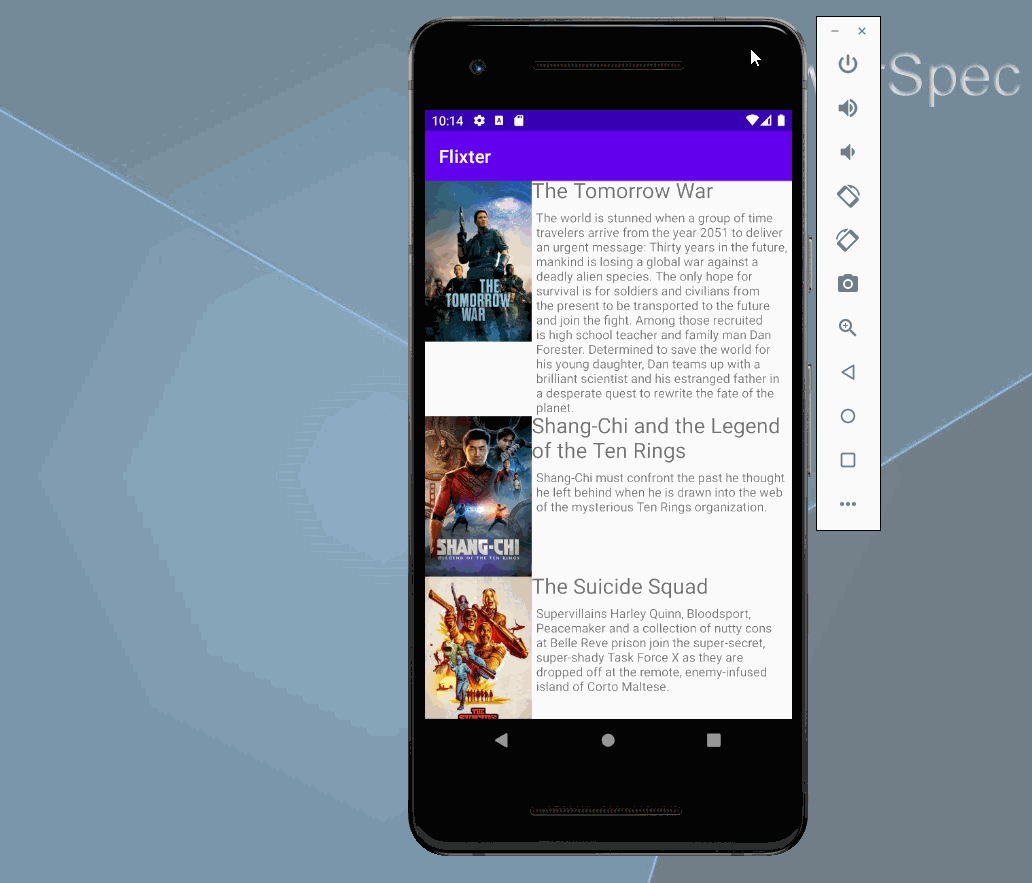 Spec
10:14
Flixter
The Tomorrow War
The world is stunned when a group of time
travelers arrive from the year 2051 to deliver
an urgent message: Thirty years in the future,
mankind is losing a global war against a
deadly alien species. The only hope for
survival is for soldiers and civilians from
the present to be transported to the future
and join the fight. Among those recruited
is high school teacher and family man Dan
Forester. Determined to save the world for
his young daughter, Dan teams up with a
brilliant scientist and his estranged father in
a desperate quest to rewrite the fate of the
planet.
THE
TOMORROW
WAR
Shang-Chi and the Legend
of the Ten Rings
Shang-Chi must confront the past he thought
he left behind when he is drawn into the web
of the mysterious Ten Rings organization.
SHANG-CHI
LEGEND OF THE TEN RINGS
The Suicide Squad
Supervillains Harley Quinn, Bloodsport,
Peacemaker and a collection of nutty cons
at Belle Reve prison join the super-secret,
super-shady Task Force X as they are
dropped off at the remote, enemy-infused
island of Corto Maltese.
THE